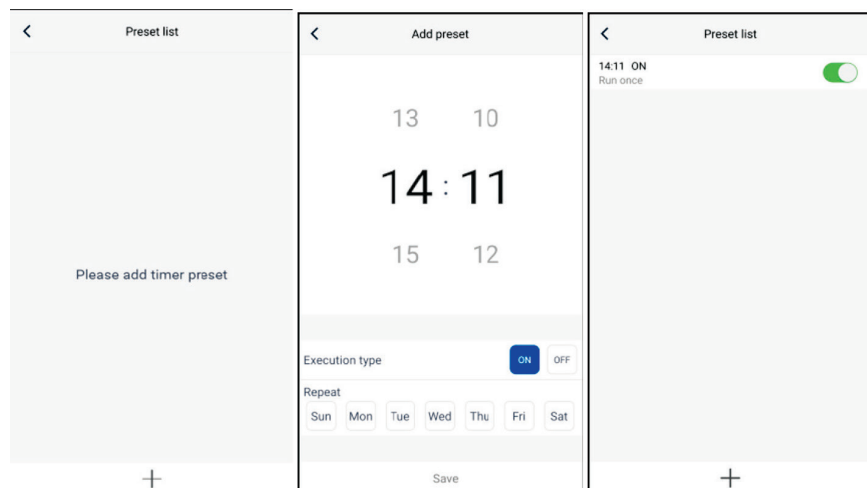 Preset list
Please add timer preset
+
Add preset
13 10
14 : 11
15 12
Execution type ON OFF
Repeat
Sun Mon Tue Wed Thu Fri Sat
Save
Preset list
14:11 ON
Run once
+